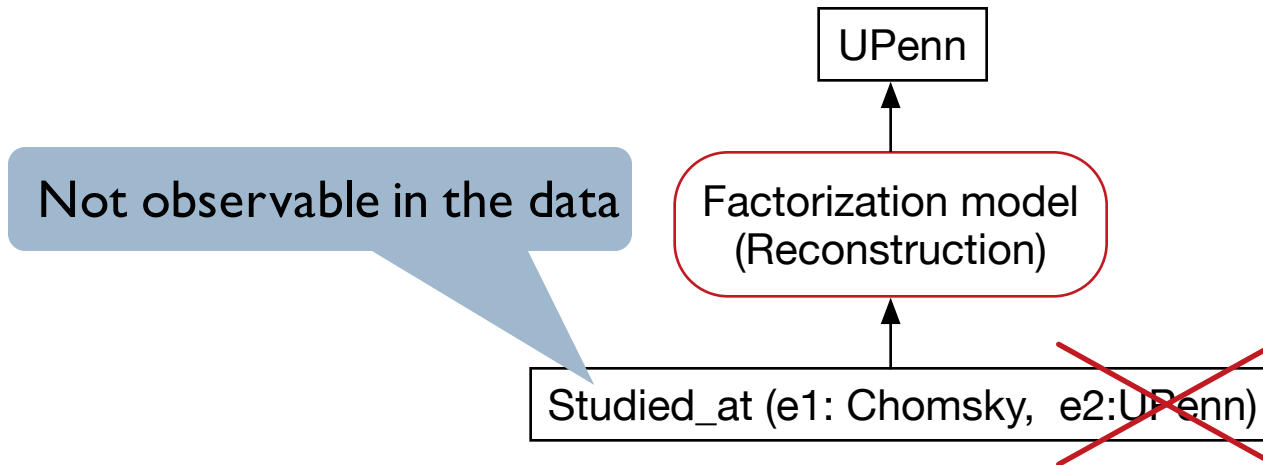 UPenn
Not observable in the data
Factorization model
(Reconstruction)
Studied_at (e1: Chomsky, e2:UPenn)